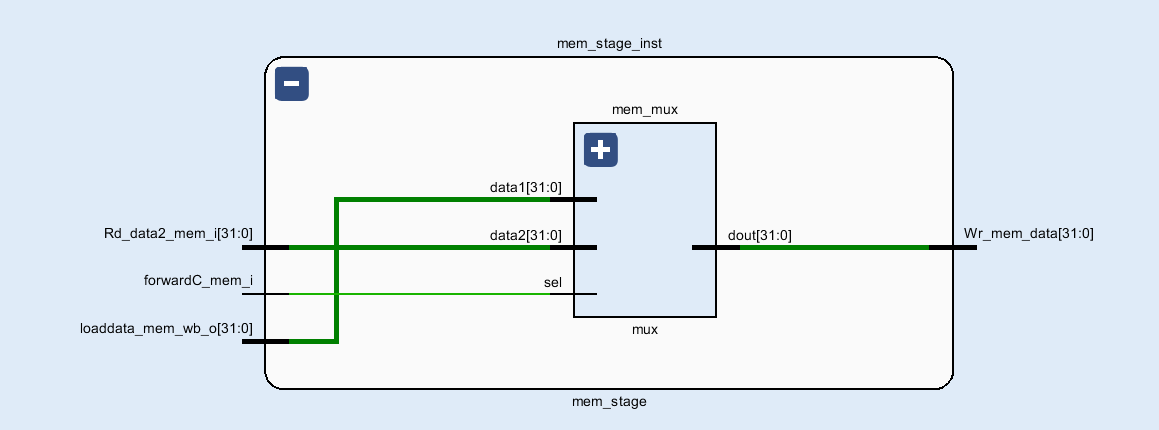 mem_stage_inst
mem_mux
data1[31:0]
Rd_data2_mem_i[31:0]
data2[31:0]
dout[31:0]
Wr_mem_data[31:0]
forwardC_mem_i
sel
loaddata_mem_wb_o[31:0]
mux
mem_stage